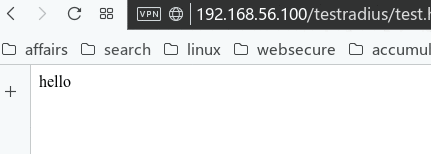 VPN 192.168.56.100/testradius/test.h
affairs search linux websecure accumul
hello